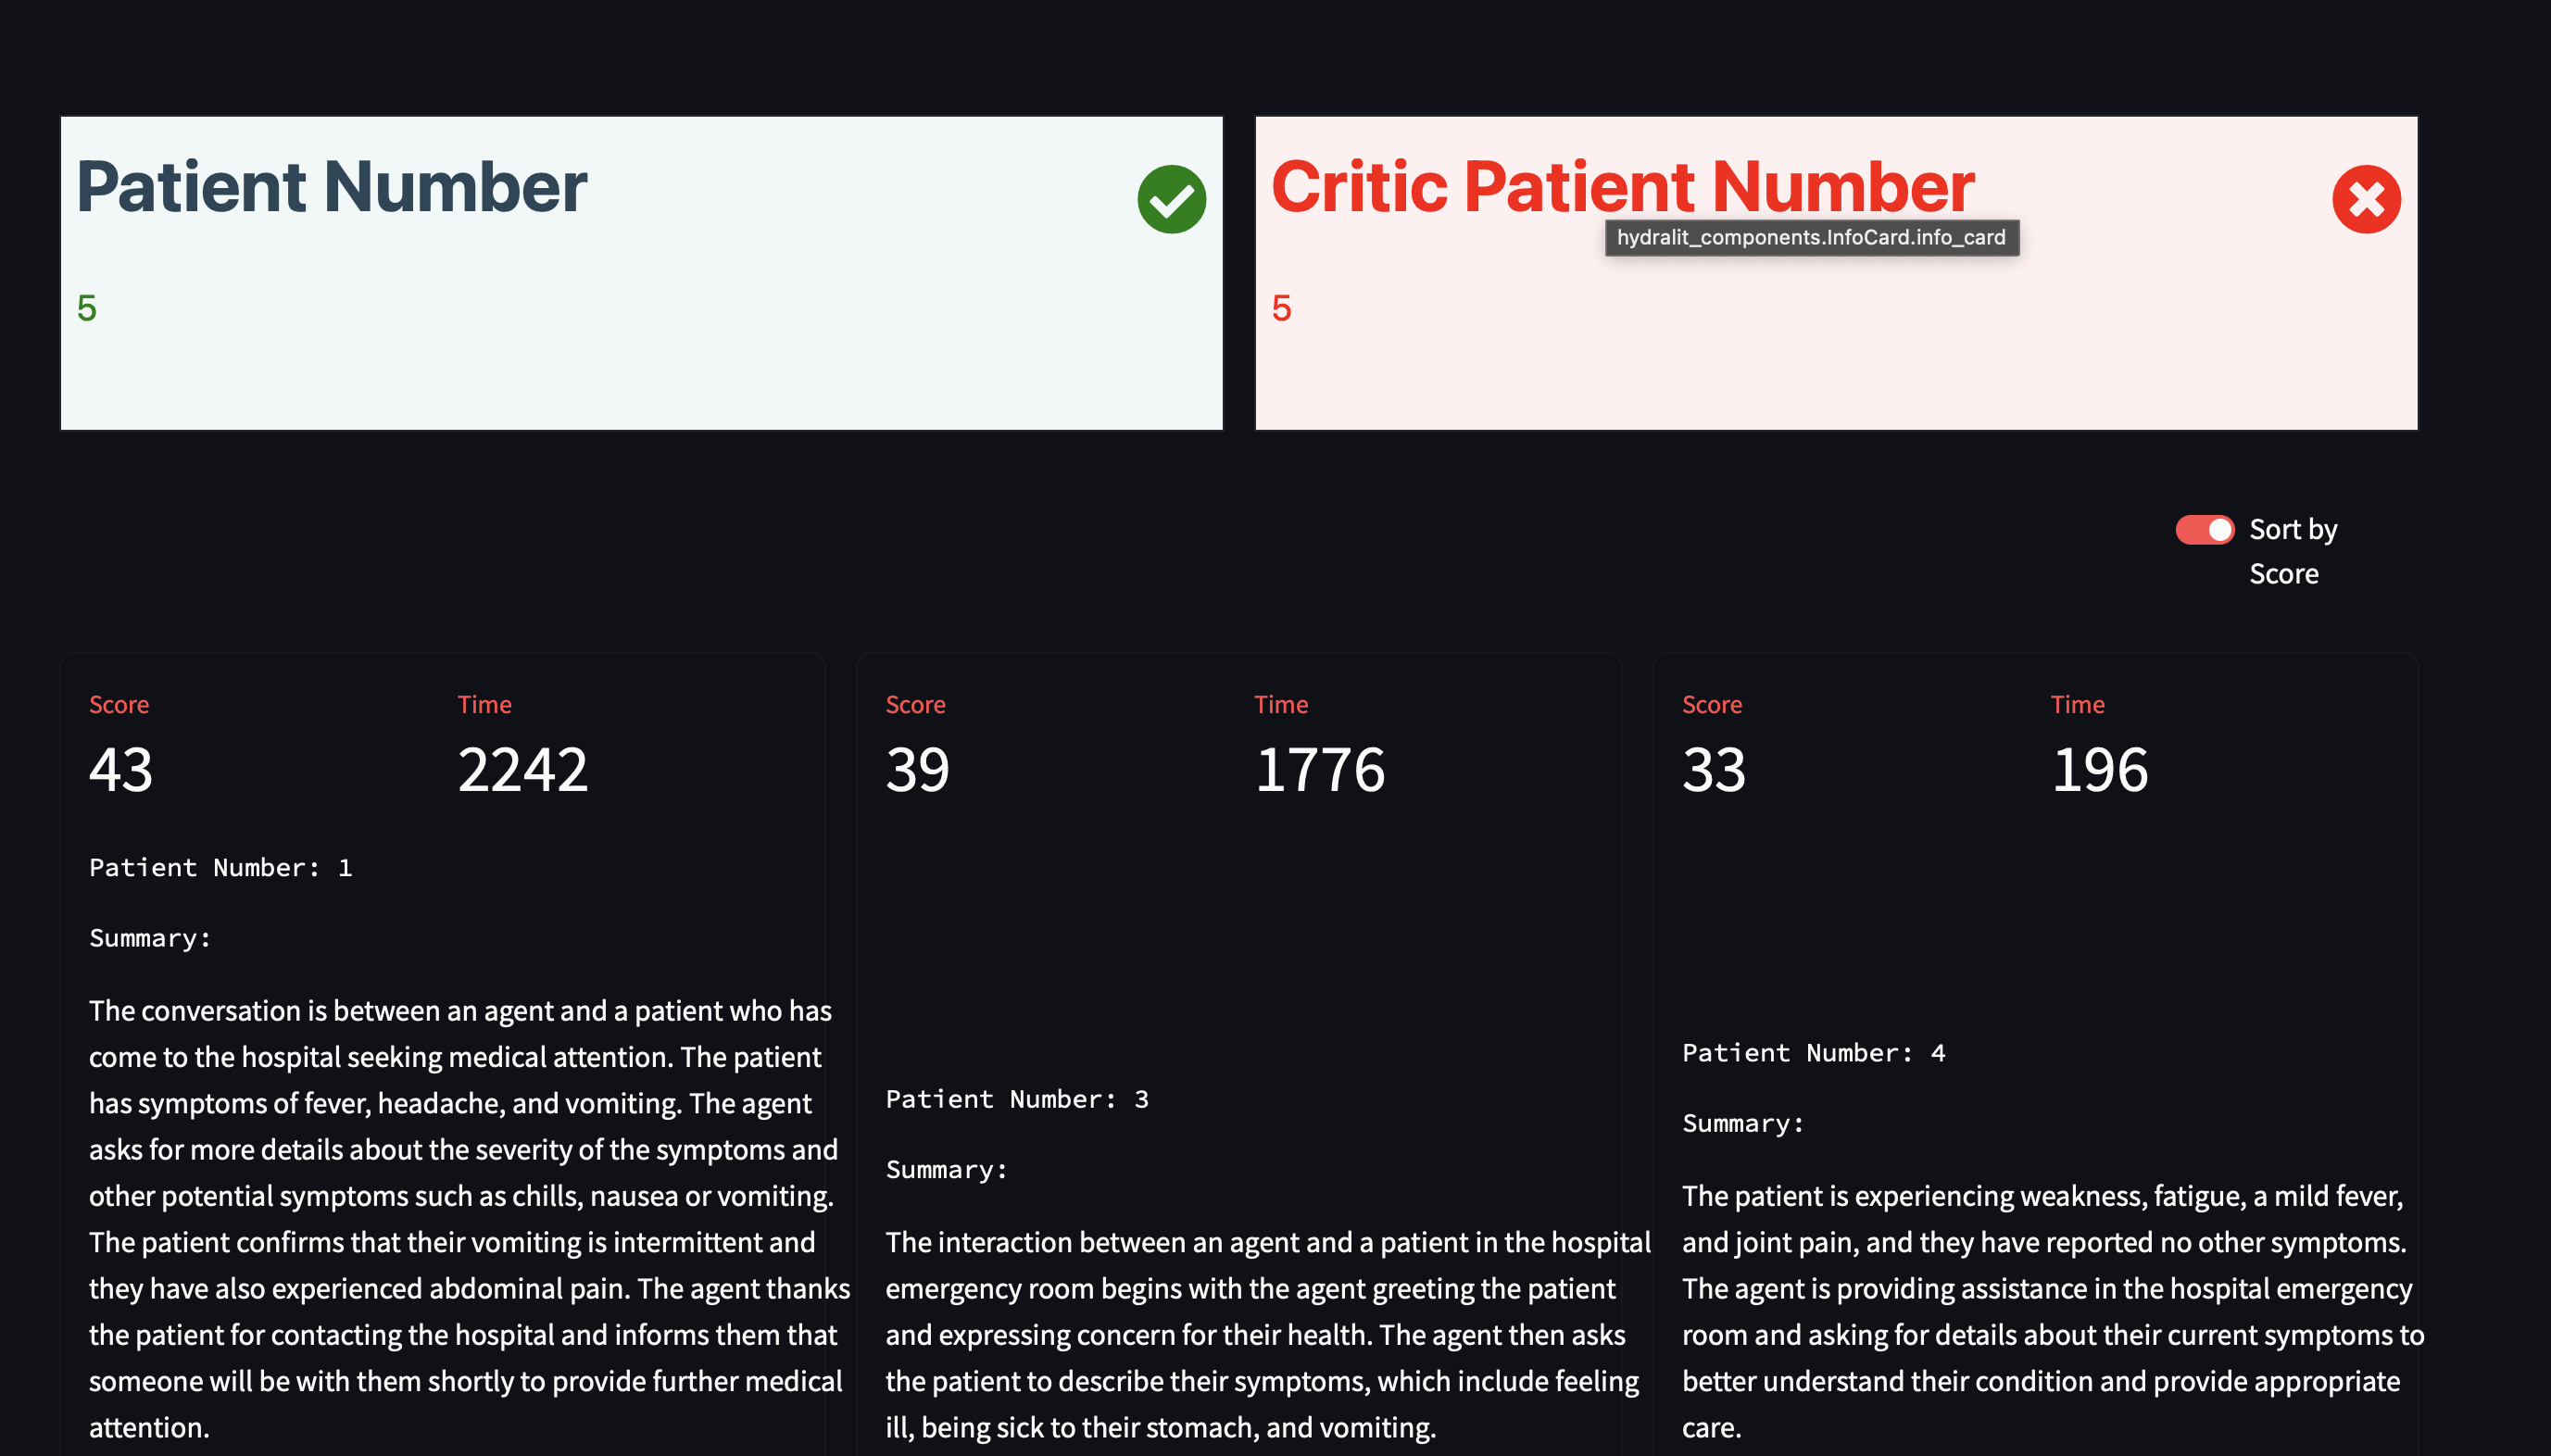 Patient Number
5
Critic Patient Number
hydralit_components.InfoCard.info_card
5
Sort by
Score
Score
Time
43
2242
Patient Number: 1
Summary:
The conversation is between an agent and a patient who has
come to the hospital seeking medical attention. The patient
has symptoms of fever, headache, and vomiting. The agent
asks for more details about the severity of the symptoms and
other potential symptoms such as chills, nausea or vomiting.
The patient confirms that their vomiting is intermittent and
they have also experienced abdominal pain. The agent thanks
the patient for contacting the hospital and informs them that
someone will be with them shortly to provide further medical
attention.
Score
Time
39
1776
Patient Number: 3
Summary:
The interaction between an agent and a patient in the hospital
emergency room begins with the agent greeting the patient
and expressing concern for their health. The agent then asks
the patient to describe their symptoms, which include feeling
ill, being sick to their stomach, and vomiting.
Score
Time
33
196
Patient Number: 4
Summary:
The patient is experiencing weakness, fatigue, a mild fever,
and joint pain, and they have reported no other symptoms.
The agent is providing assistance in the hospital emergency
room and asking for details about their current symptoms to
better understand their condition and provide appropriate
care.